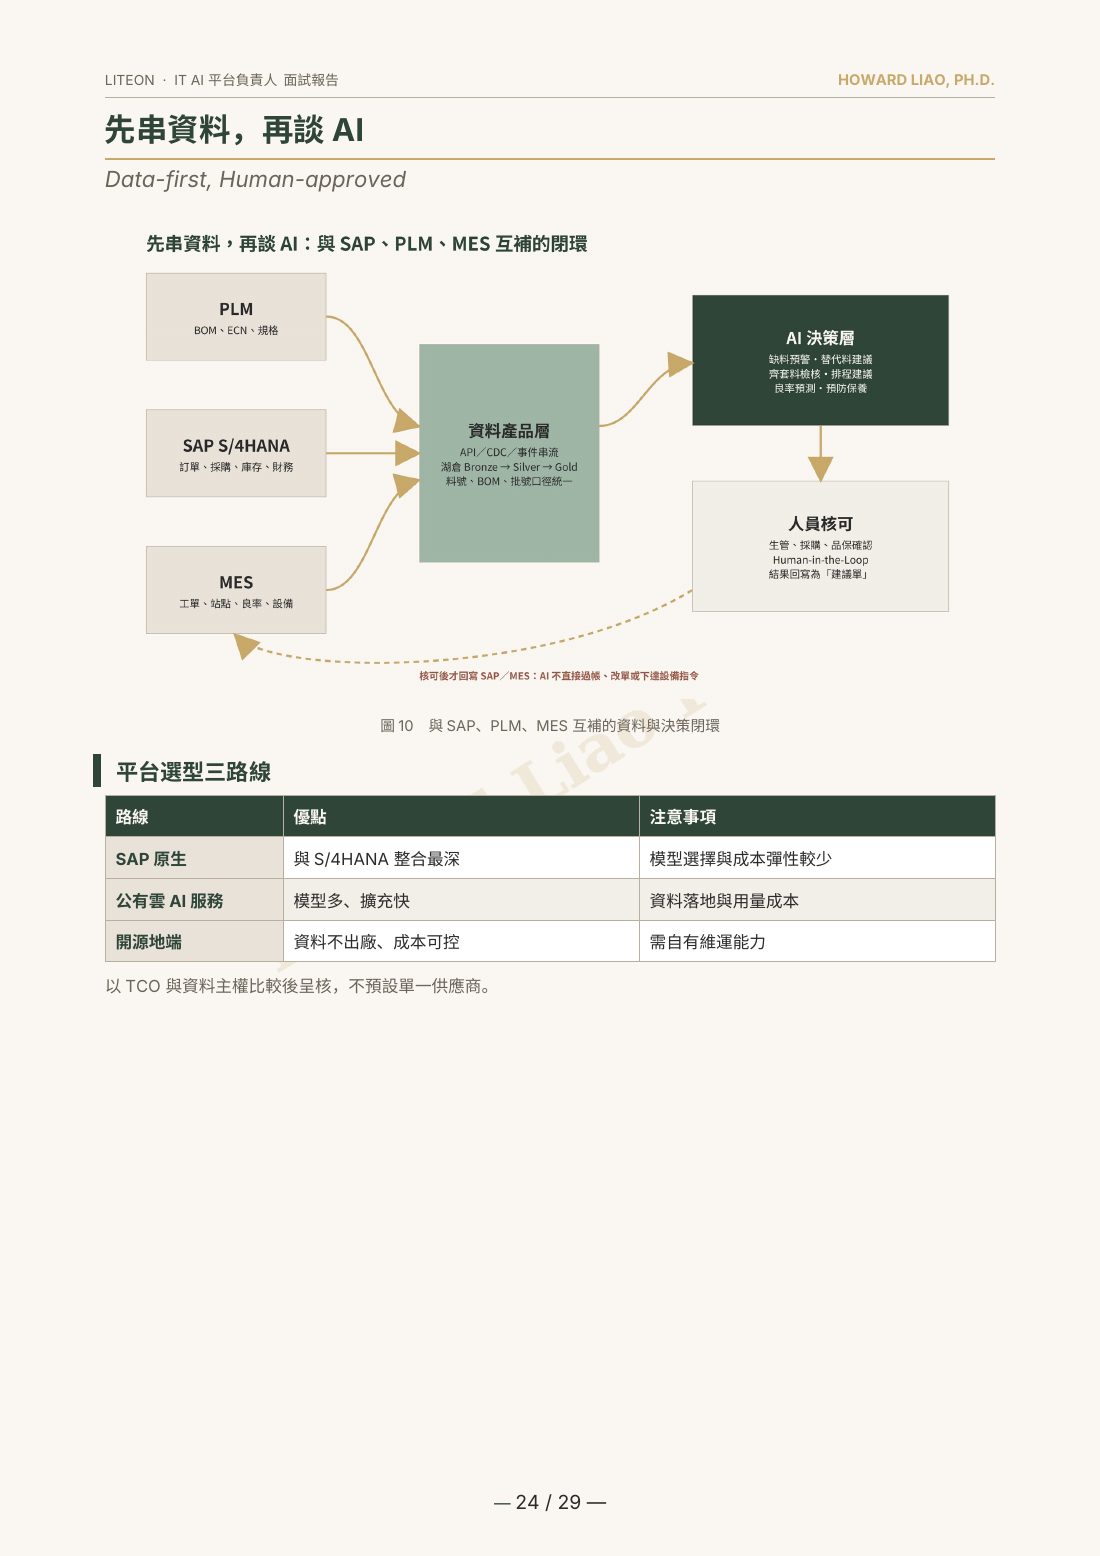 LITEON · IT AI 平台負責人 面試報告
HOWARD LIAO, PH.D.
先串資料，再談 AI
Data-first, Human-approved
先串資料，再談 AI：與 SAP、PLM、MES 互補的閉環
PLM
BOM、ECN、規格
SAP S/4HANA
訂單、採購、庫存、財務
MES
工單、站點、良率、設備
資料產品層
API／CDC／事件串流
湖倉 Bronze → Silver → Gold
料號、BOM、批號口徑統一
AI 決策層
缺料預警・替代料建議
齊套料檢核・排程建議
良率預測・預防保養
人員核可
生管、採購、品保確認
Human-in-the-Loop
結果回寫為「建議單」
核可後才回寫 SAP／MES：AI 不直接過帳、改單或下達設備指令
圖 10　與 SAP、PLM、MES 互補的資料與決策閉環
Liao
平台選型三路線
路線 優點 注意事項
SAP 原生 與 S/4HANA 整合最深 模型選擇與成本彈性較少
公有雲 AI 服務 模型多、擴充快 資料落地與用量成本
開源地端 資料不出廠、成本可控 需自有維運能力
以 TCO 與資料主權比較後呈核，不預設單一供應商。
— 24 / 29 —